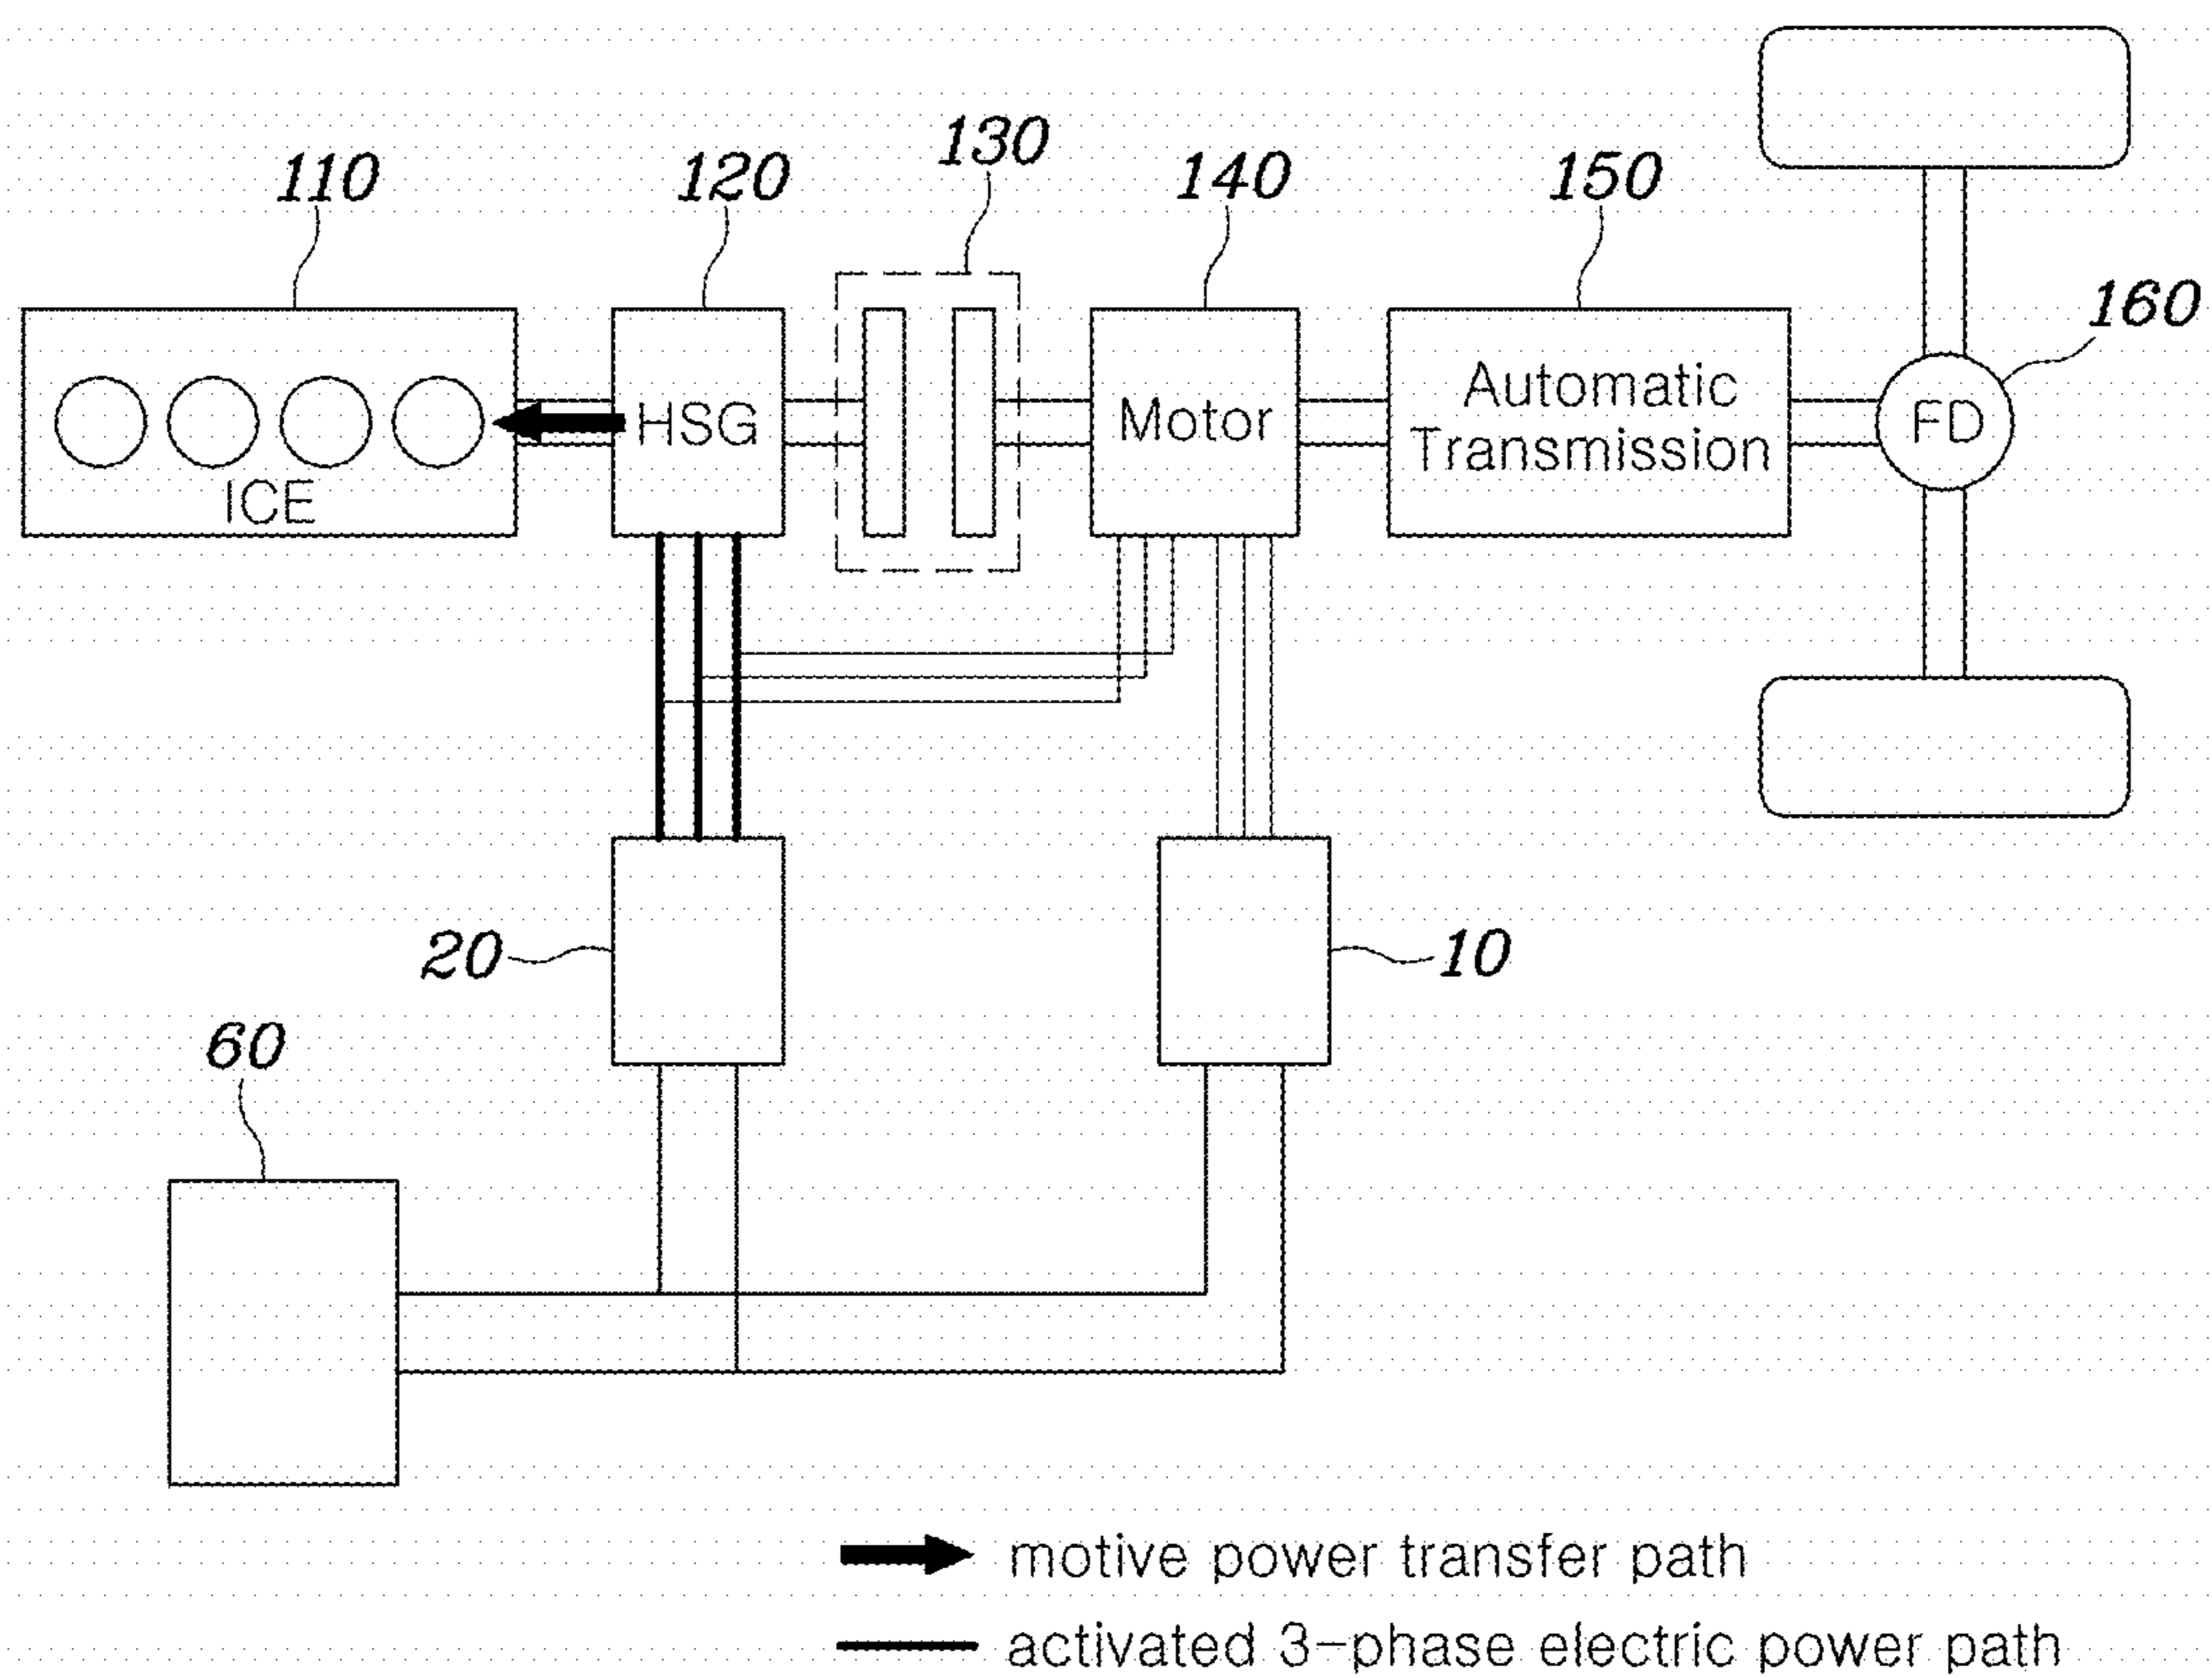 130
110
120
140
150
160
ICE
HSG
Motor
Automatic
Transmission
FD
20
10
60
motive power transfer path
activated 3-phase electric power path